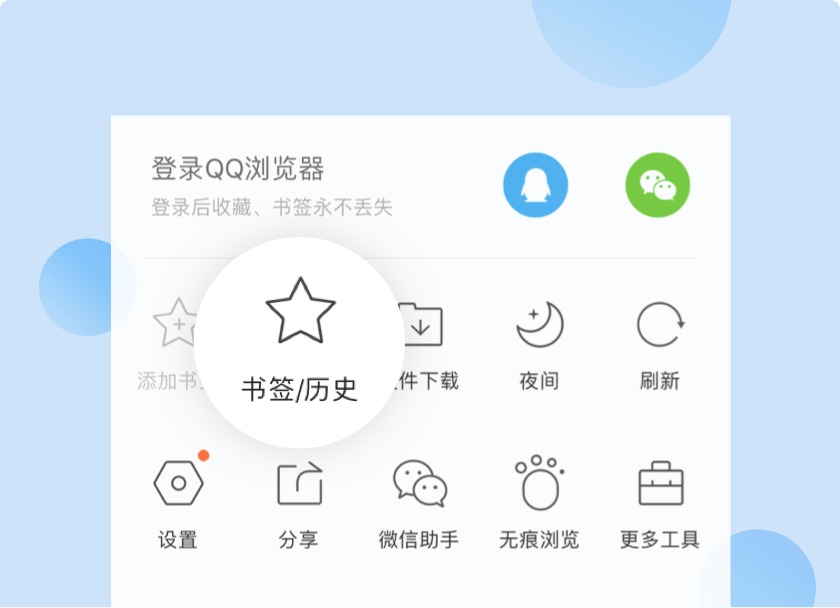 登录QQ浏览器
登录后收藏、书签永不丢失
添加书
书签/历史
件下载
夜间
刷新
设置
分享
微信助手
无痕浏览
更多工具